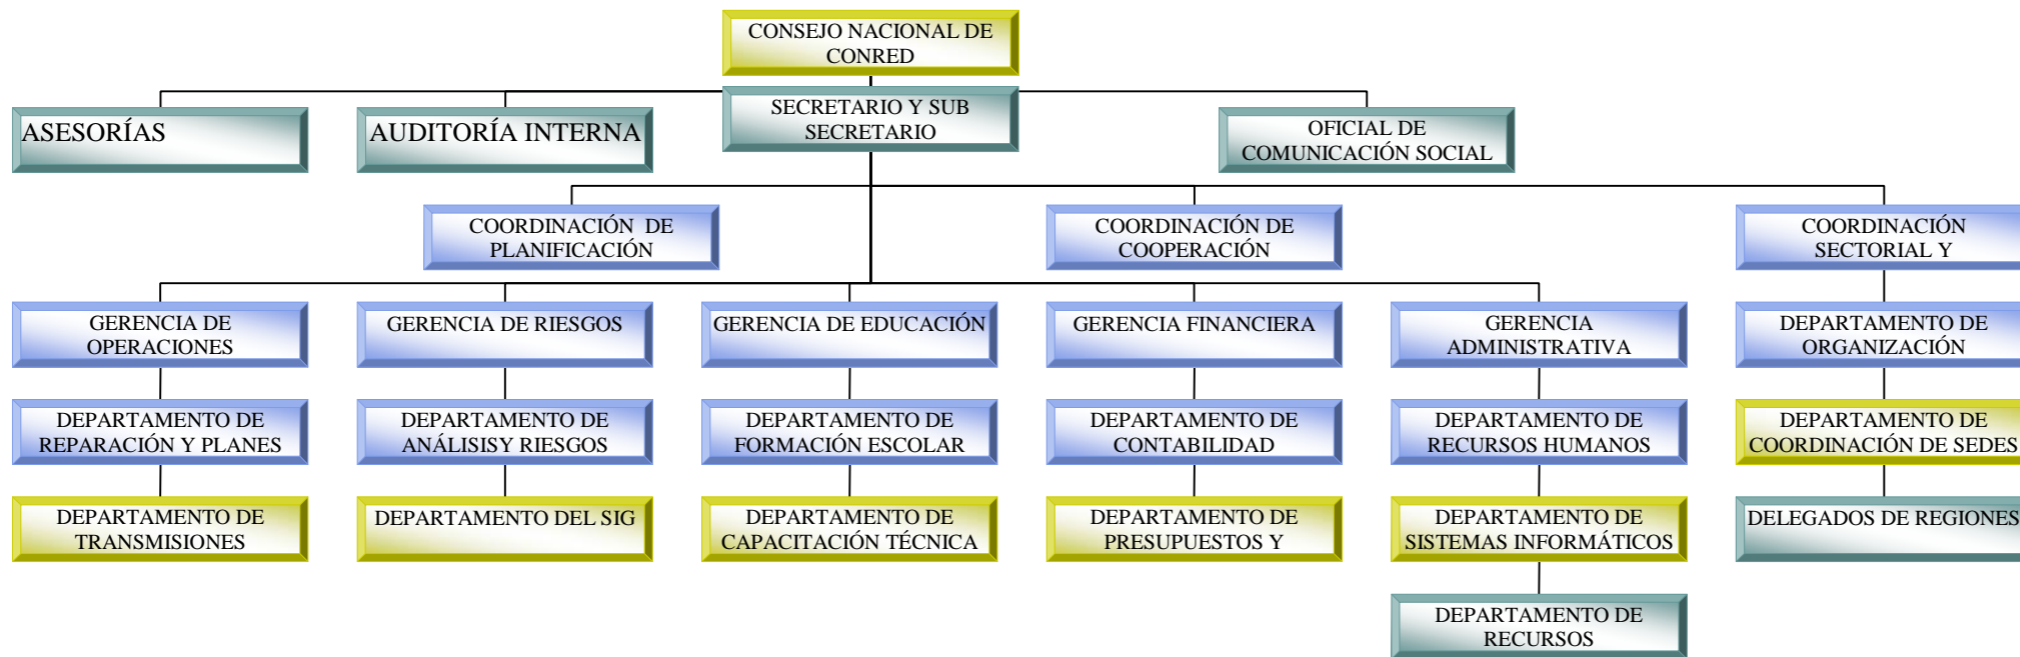 CONSEJO NACIONAL DE
CONRED
SECRETARIO Y SUB
SECRETARIO
ASESORÍAS
AUDITORÍA INTERNA
OFICIAL DE
COMUNICACIÓN SOCIAL
COORDINACIÓN DE
PLANIFICACIÓN
COORDINACIÓN DE
COOPERACIÓN
COORDINACIÓN
SECTORIAL Y
GERENCIA DE
OPERACIONES
GERENCIA DE RIESGOS
GERENCIA DE EDUCACIÓN
GERENCIA FINANCIERA
GERENCIA
ADMINISTRATIVA
DEPARTAMENTO DE
ORGANIZACIÓN
DEPARTAMENTO DE
REPARACIÓN Y PLANES
DEPARTAMENTO DE
ANÁLISISY RIESGOS
DEPARTAMENTO DE
FORMACIÓN ESCOLAR
DEPARTAMENTO DE
CONTABILIDAD
DEPARTAMENTO DE
RECURSOS HUMANOS
DEPARTAMENTO DE
COORDINACIÓN DE SEDES
DEPARTAMENTO DE
TRANSMISIONES
DEPARTAMENTO DEL SIG
DEPARTAMENTO DE
CAPACITACIÓN TÉCNICA
DEPARTAMENTO DE
PRESUPUESTOS Y
DEPARTAMENTO DE
SISTEMAS INFORMÁTICOS
DELEGADOS DE REGIONES
DEPARTAMENTO DE
RECURSOS